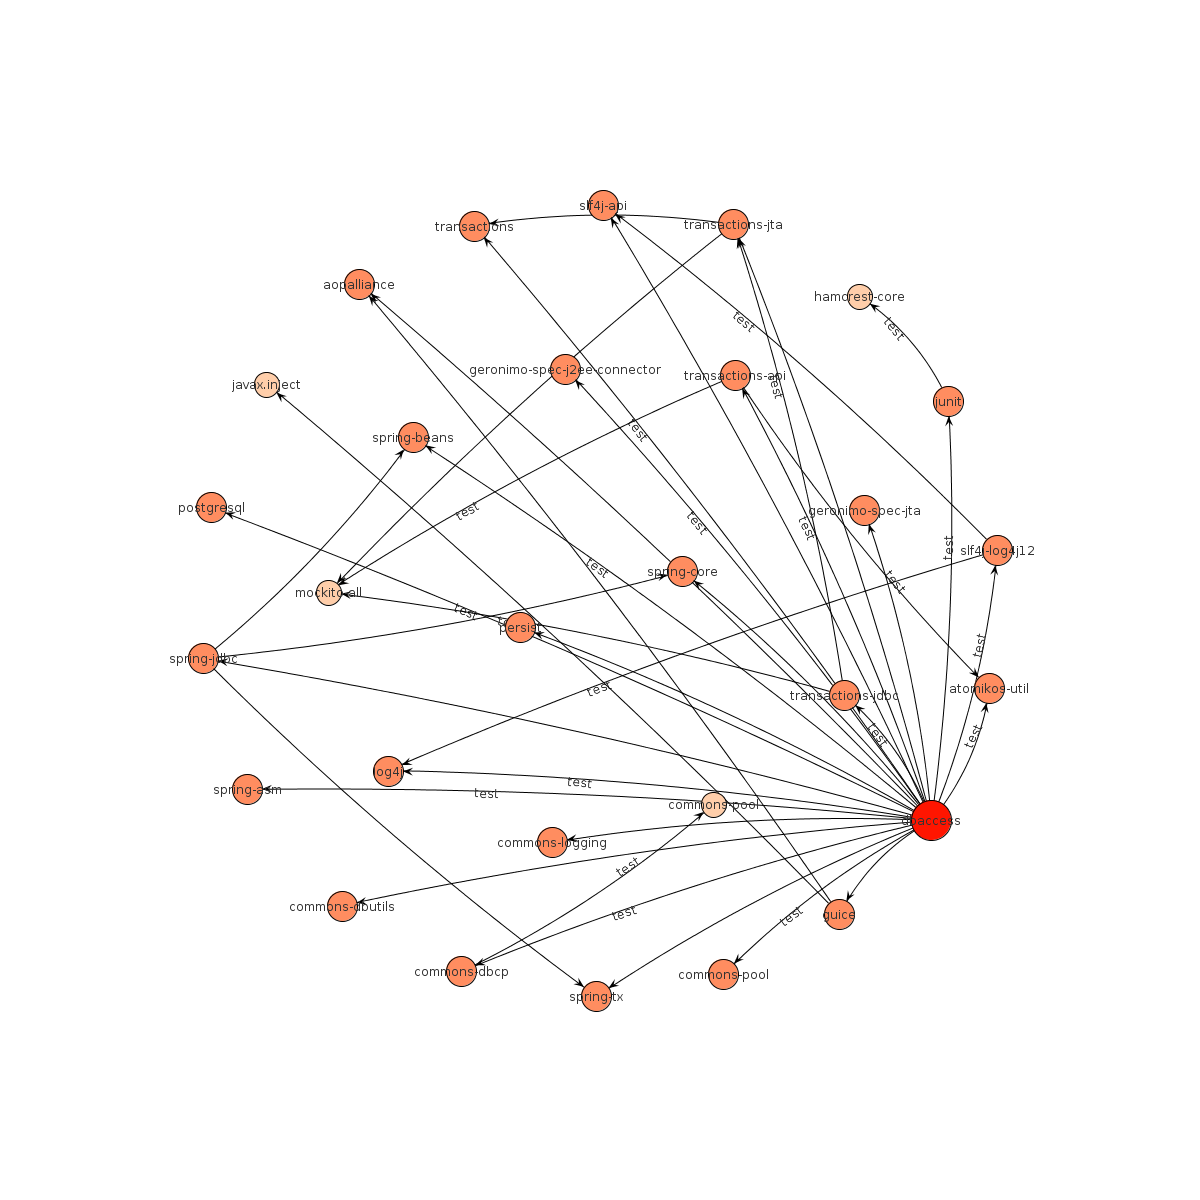 slf4j-api
transactions
transactions-jta
aopalliance
hamcrest-core
test
test
geronimo-spec-j2ee-connector
transactions-api
javax.inject
test
junit
test
spring-beans
postgresql
test
geronimo-spec-jta
test
test
test
slf4j-log4j12
test
spring-core
test
mockito-all
test
persist
test
spring-jdbc
test
atomikos-util
transactions-jdbc
test
test
log4j
test
spring-asm
test
commons-pool
dbaccess
commons-logging
test
commons-dbutils
test
test
guice
commons-dbcp
commons-pool
spring-tx